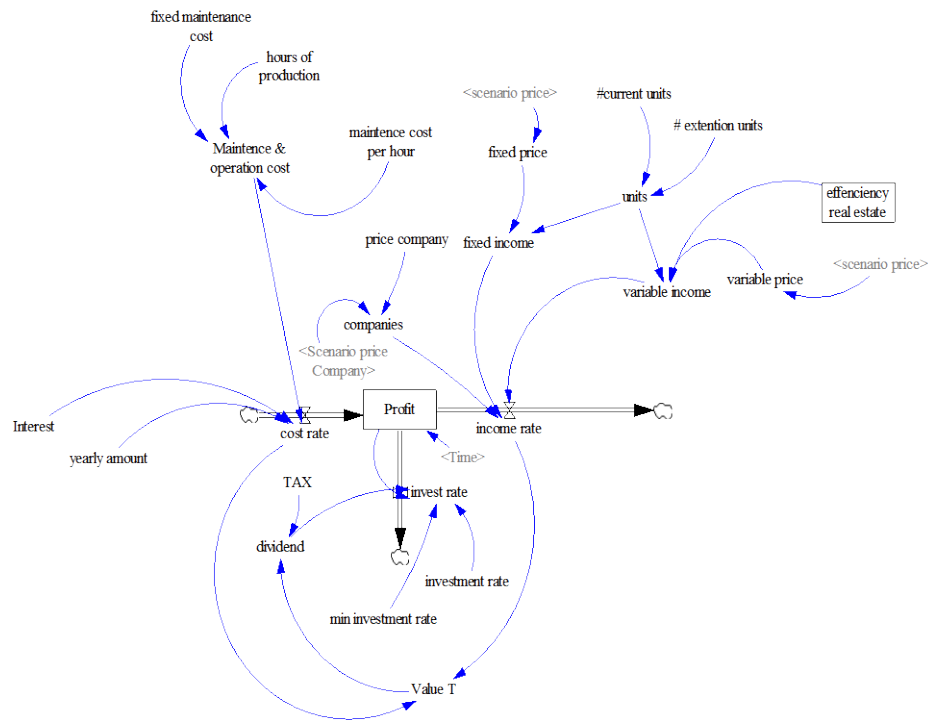 fixed maintenance
cost
hours of
production
<scenario price>
#current units
# extention units
Maintence &
operation cost
maintence cost
per hour
fixed price
units
effenciency
real estate
price company
fixed income
variable income
variable price
<scenario price>
companies
<Scenario price
Company>
Profit
Interest
cost rate
income rate
yearly amount
<Time>
TAX
invest rate
dividend
investment rate
min investment rate
Value T